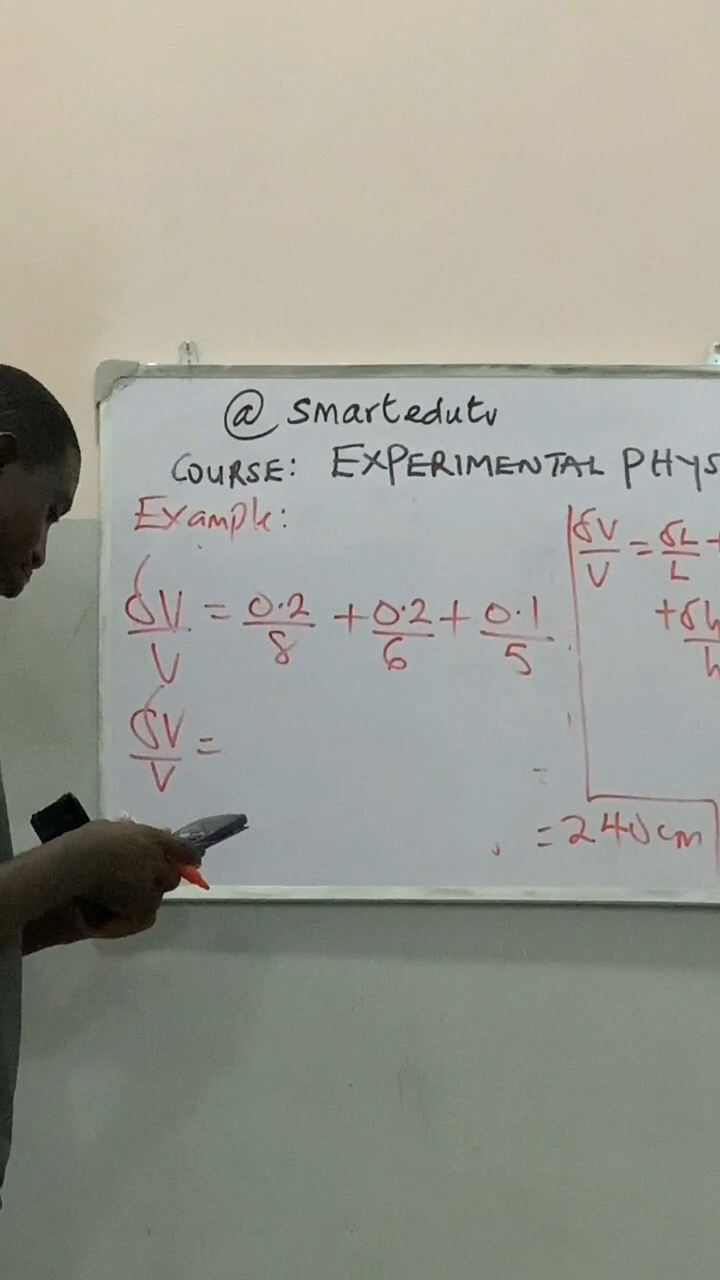 @ smartedutv
COURSE: EXPERIMENTAL PHYS
Example:
δV/V = 0.2/8 + 0.2/6 + 0.1/5
δV/V =
δV/V = δL/L +
+ δh/h
= 240cm